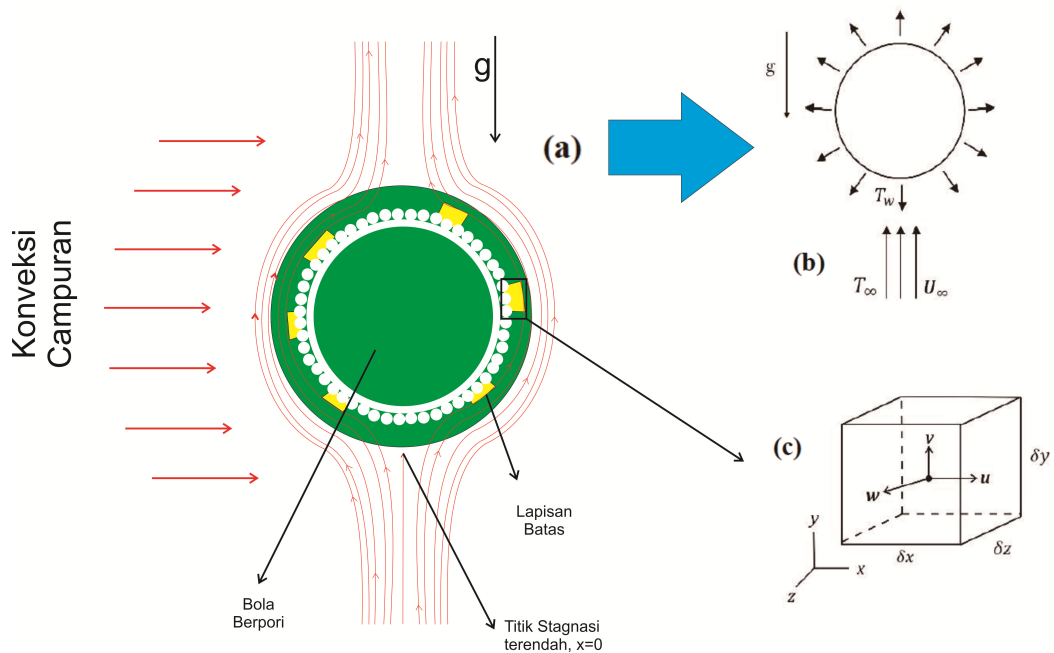 g
(a)
Konveksi
Campuran
Lapisan
Batas
Bola
Berpori
Titik Stagnasi
terendah, x=0
g
T_w
(b)
T_∞
U_∞
(c)
v
w
u
δy
δx
δz
y
x
z